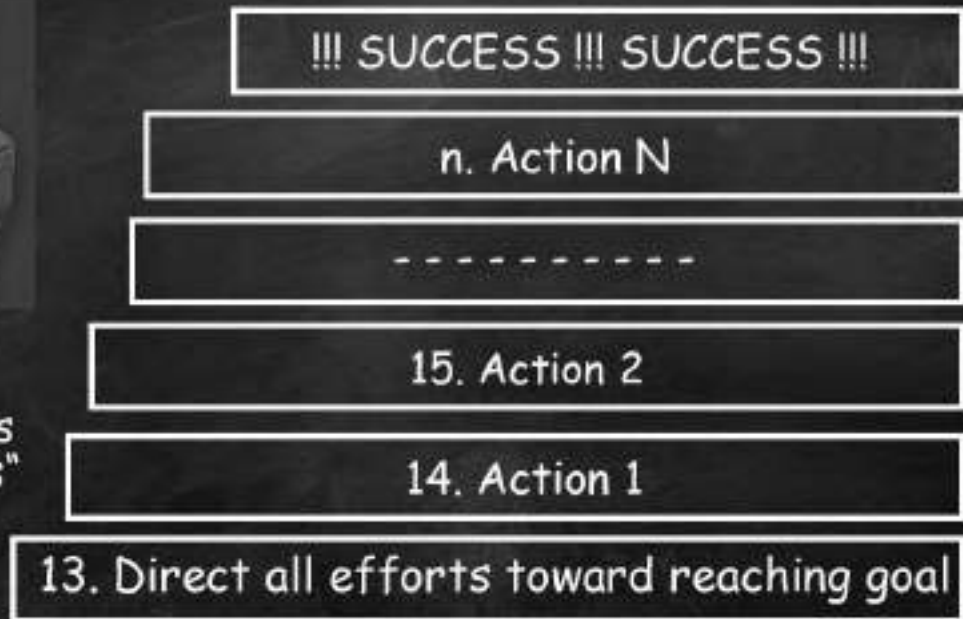 !!! SUCCESS !!! SUCCESS !!!
n. Action N
- - - - - - - - - -
15. Action 2
14. Action 1
13. Direct all efforts toward reaching goal